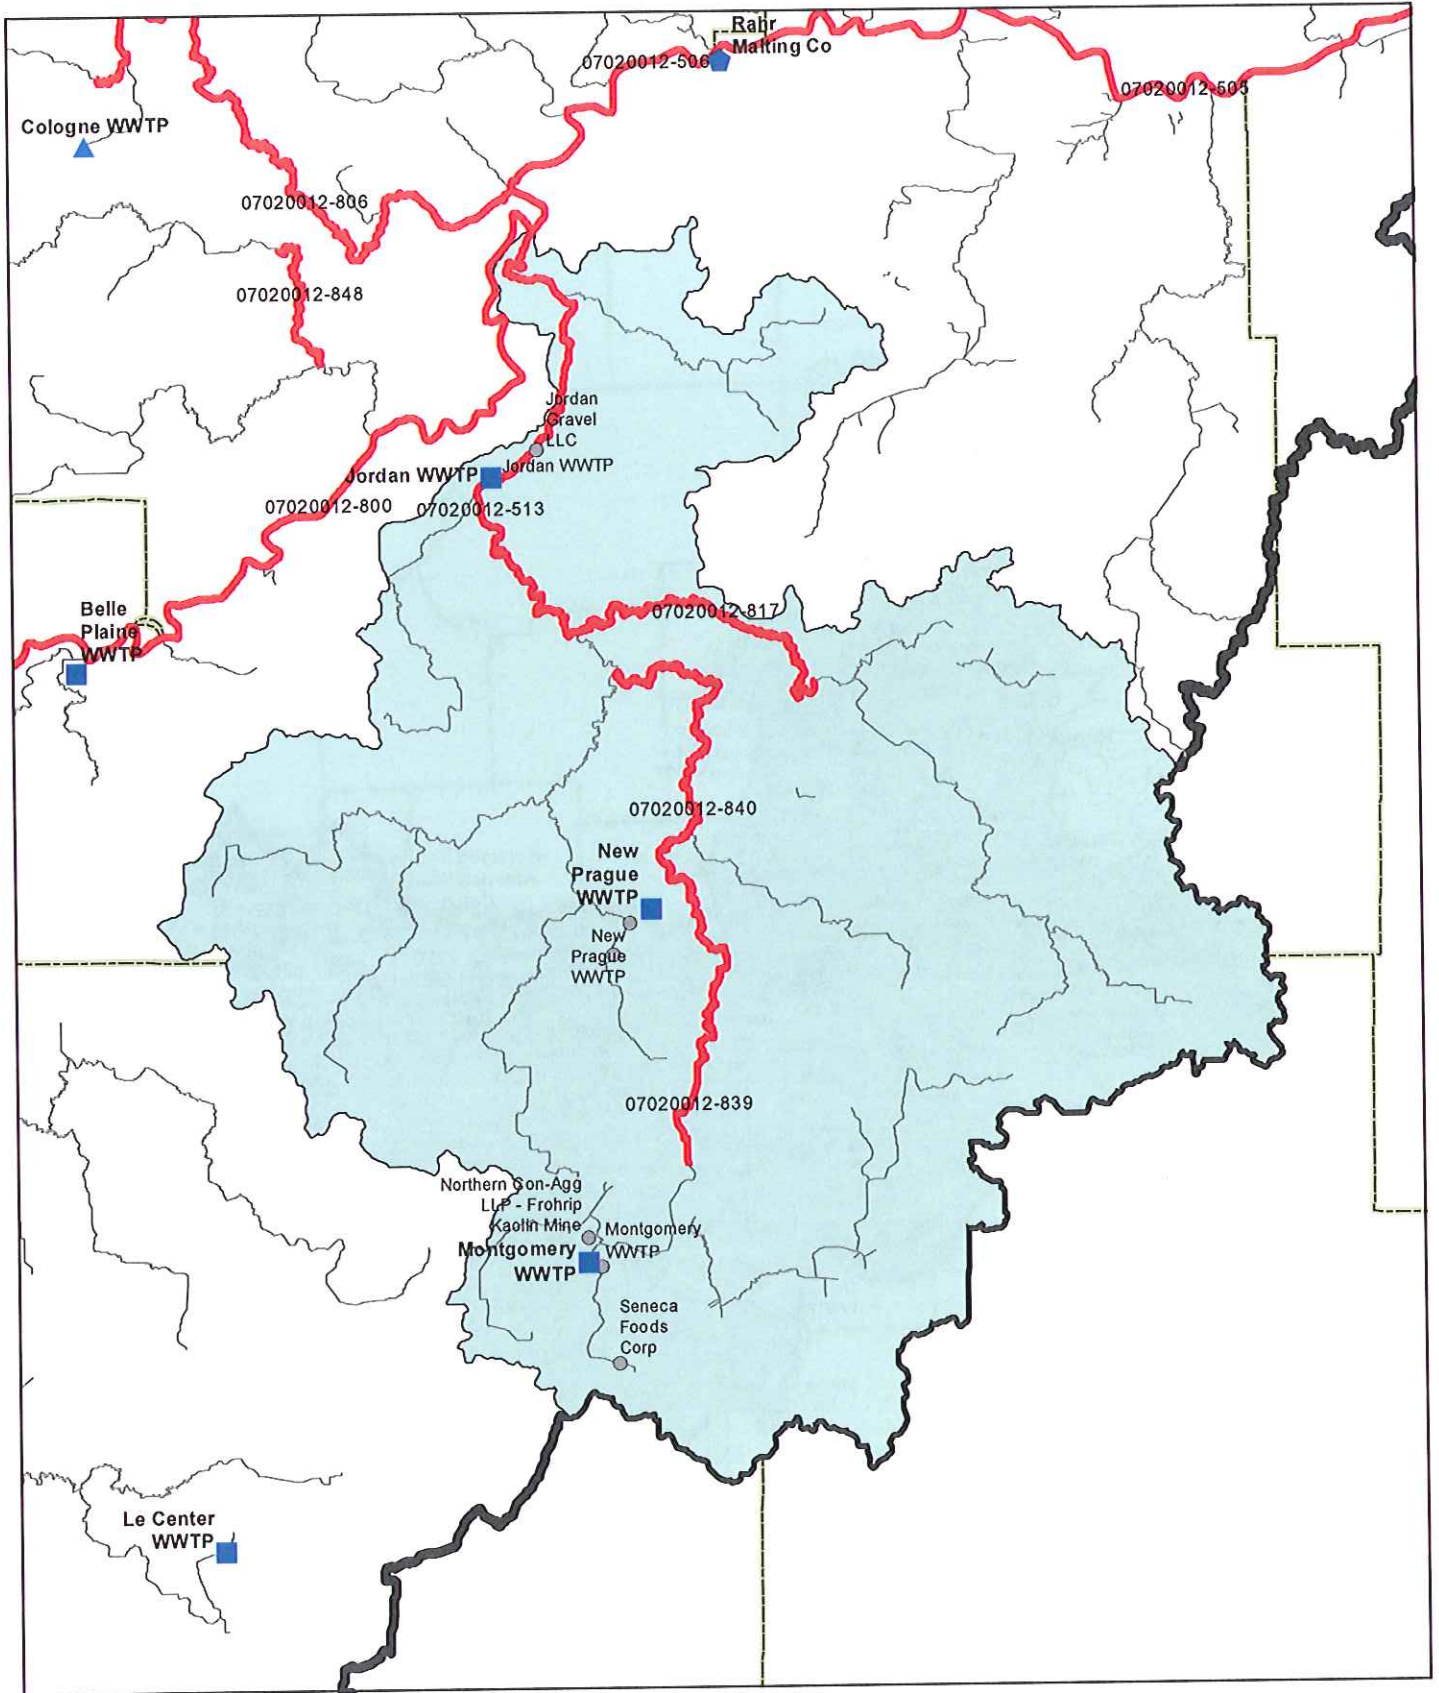 Rahr
Malting Co
07020012-506
07020012-505
Cologne WWTP
07020012-806
07020012-848
Jordan
Gravel
LLC
Jordan WWTP
Jordan WWTP
07020012-800
07020012-513
Belle
Plaine
WWTP
07020012-817
07020012-840
New
Prague
WWTP
New
Prague
WWTP
07020012-839
Northern Con-Agg
LLP - Frohrip
Kaolin Mine
Montgomery
WWTP
Montgomery
WWTP
Seneca
Foods
Corp
Le Center
WWTP